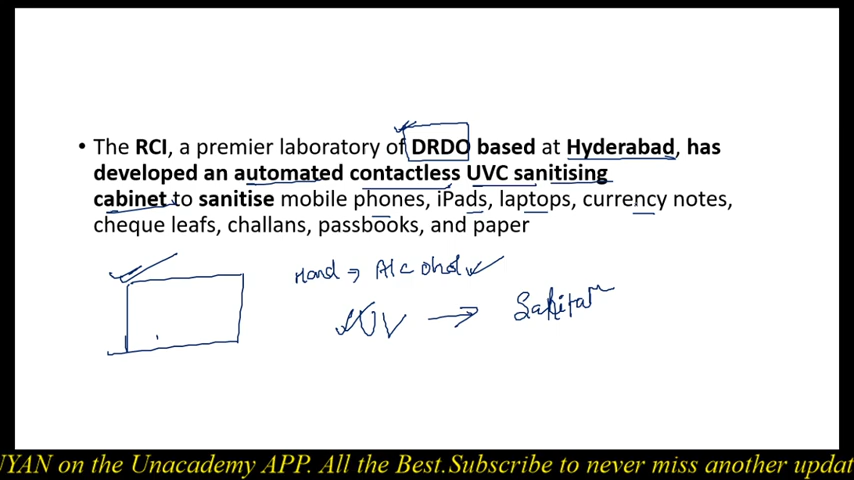 • The RCI, a premier laboratory of DRDO based at Hyderabad, has
developed an automated contactless UVC sanitising
cabinet to sanitise mobile phones, iPads, laptops, currency notes,
cheque leafs, challans, passbooks, and paper
Hand ⇒ Alcohol ✓
UV →
YAN on the Unacademy APP. All the Best.Subscribe to never miss another updat